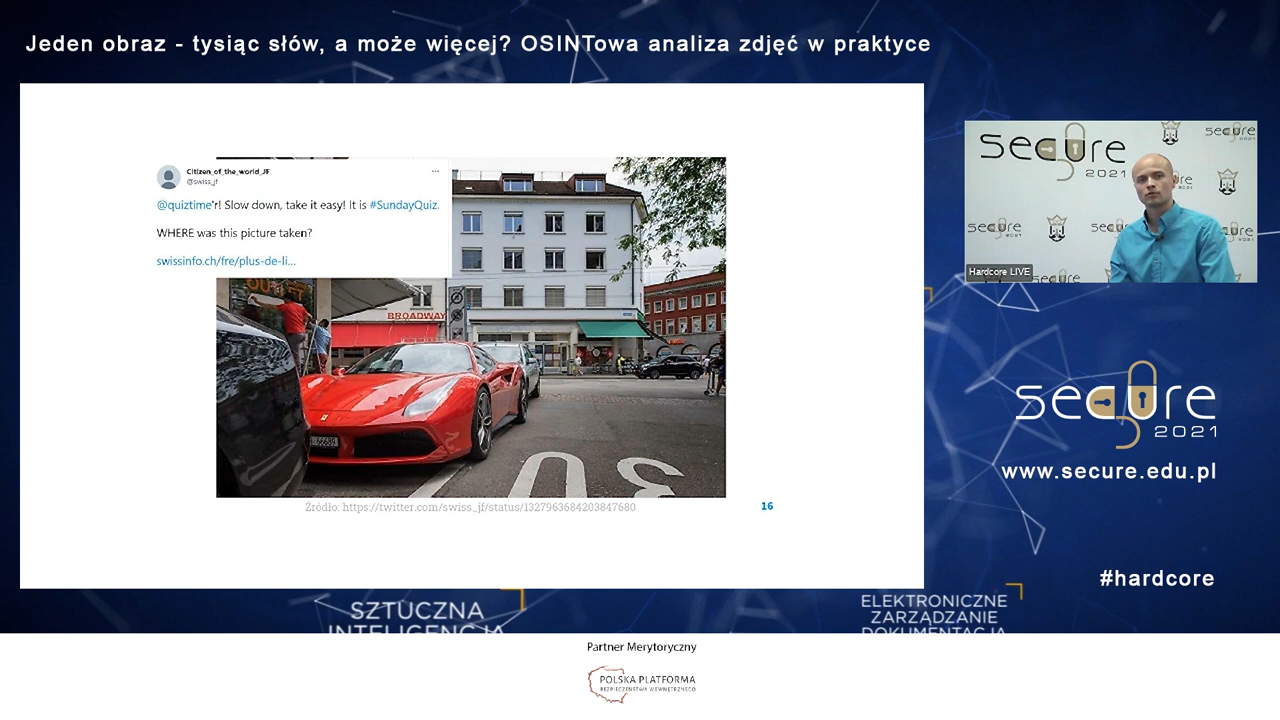 Jeden obraz - tysiąc słów, a może więcej? OSINTowa analiza zdjęć w praktyce
Citizen_of_the_world_JF
@swiss_jf
@quiztime'r! Slow down, take it easy! It is #SundayQuiz.
WHERE was this picture taken?
swissinfo.ch/fre/plus-de-li...
BROADWAY
30
Źródło: https://twitter.com/swiss_jf/status/1327963684203847680
16
secure
2021
Hardcore LIVE
secure
2021
www.secure.edu.pl
#hardcore
SZTUCZNA
INTELIGENCJA
ELEKTRONICZNE
ZARZĄDZANIE
DOKUMENTACJĄ
Partner Merytoryczny
POLSKA PLATFORMA
BEZPIECZEŃSTWA WEWNĘTRZNEGO